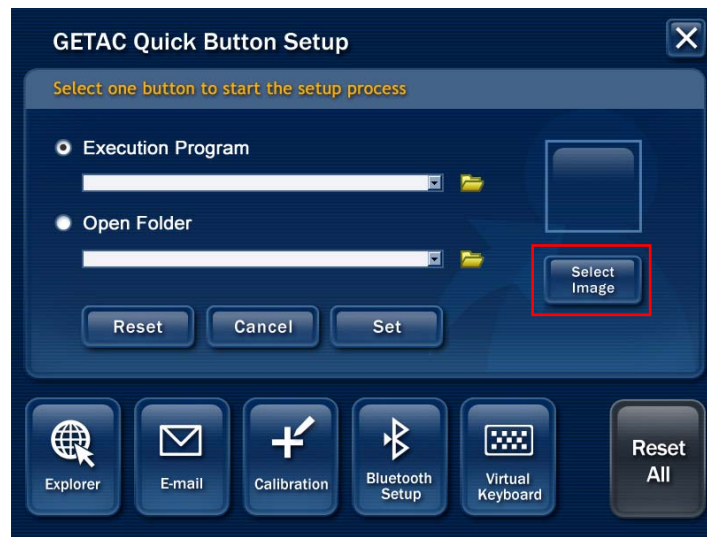 GETAC Quick Button Setup
Select one button to start the setup process
Execution Program
Open Folder
Select
Image
Reset
Cancel
Set
Explorer
E-mail
Calibration
Bluetooth
Setup
Virtual
Keyboard
Reset
All